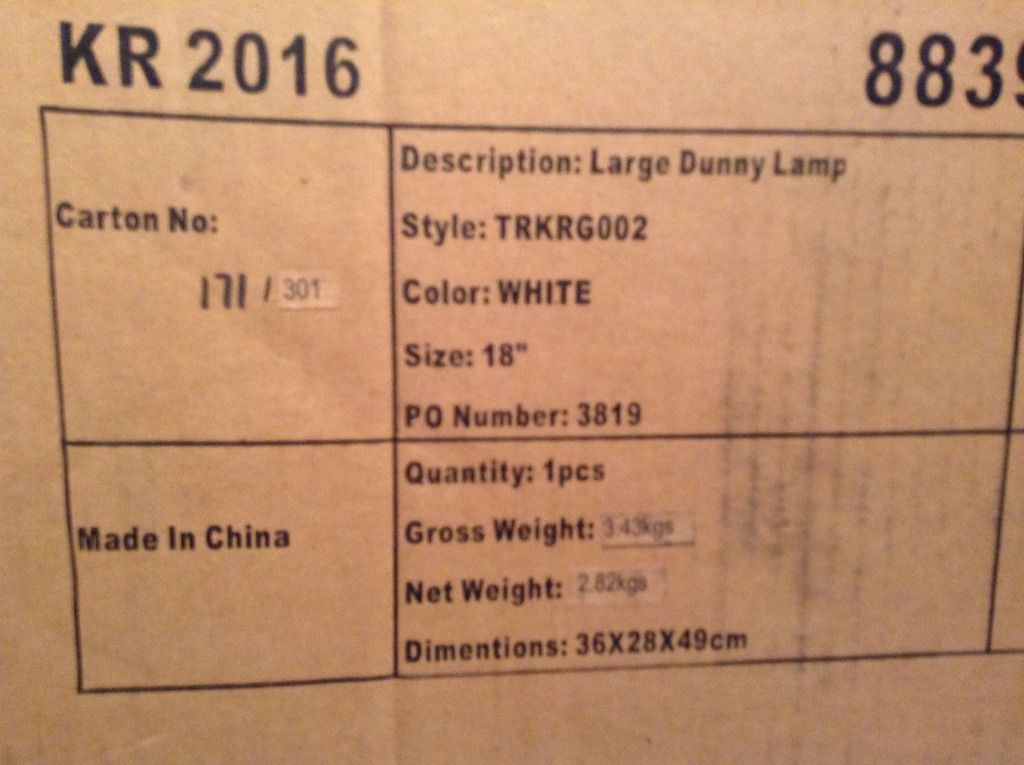 KR 2016
8839
Carton No:
171 / 301
Description: Large Dunny Lamp
Style: TRKRG002
Color: WHITE
Size: 18"
PO Number: 3819
Made In China
Quantity: 1pcs
Gross Weight: 3.43kgs
Net Weight: 2.82kgs
Dimentions: 36X28X49cm